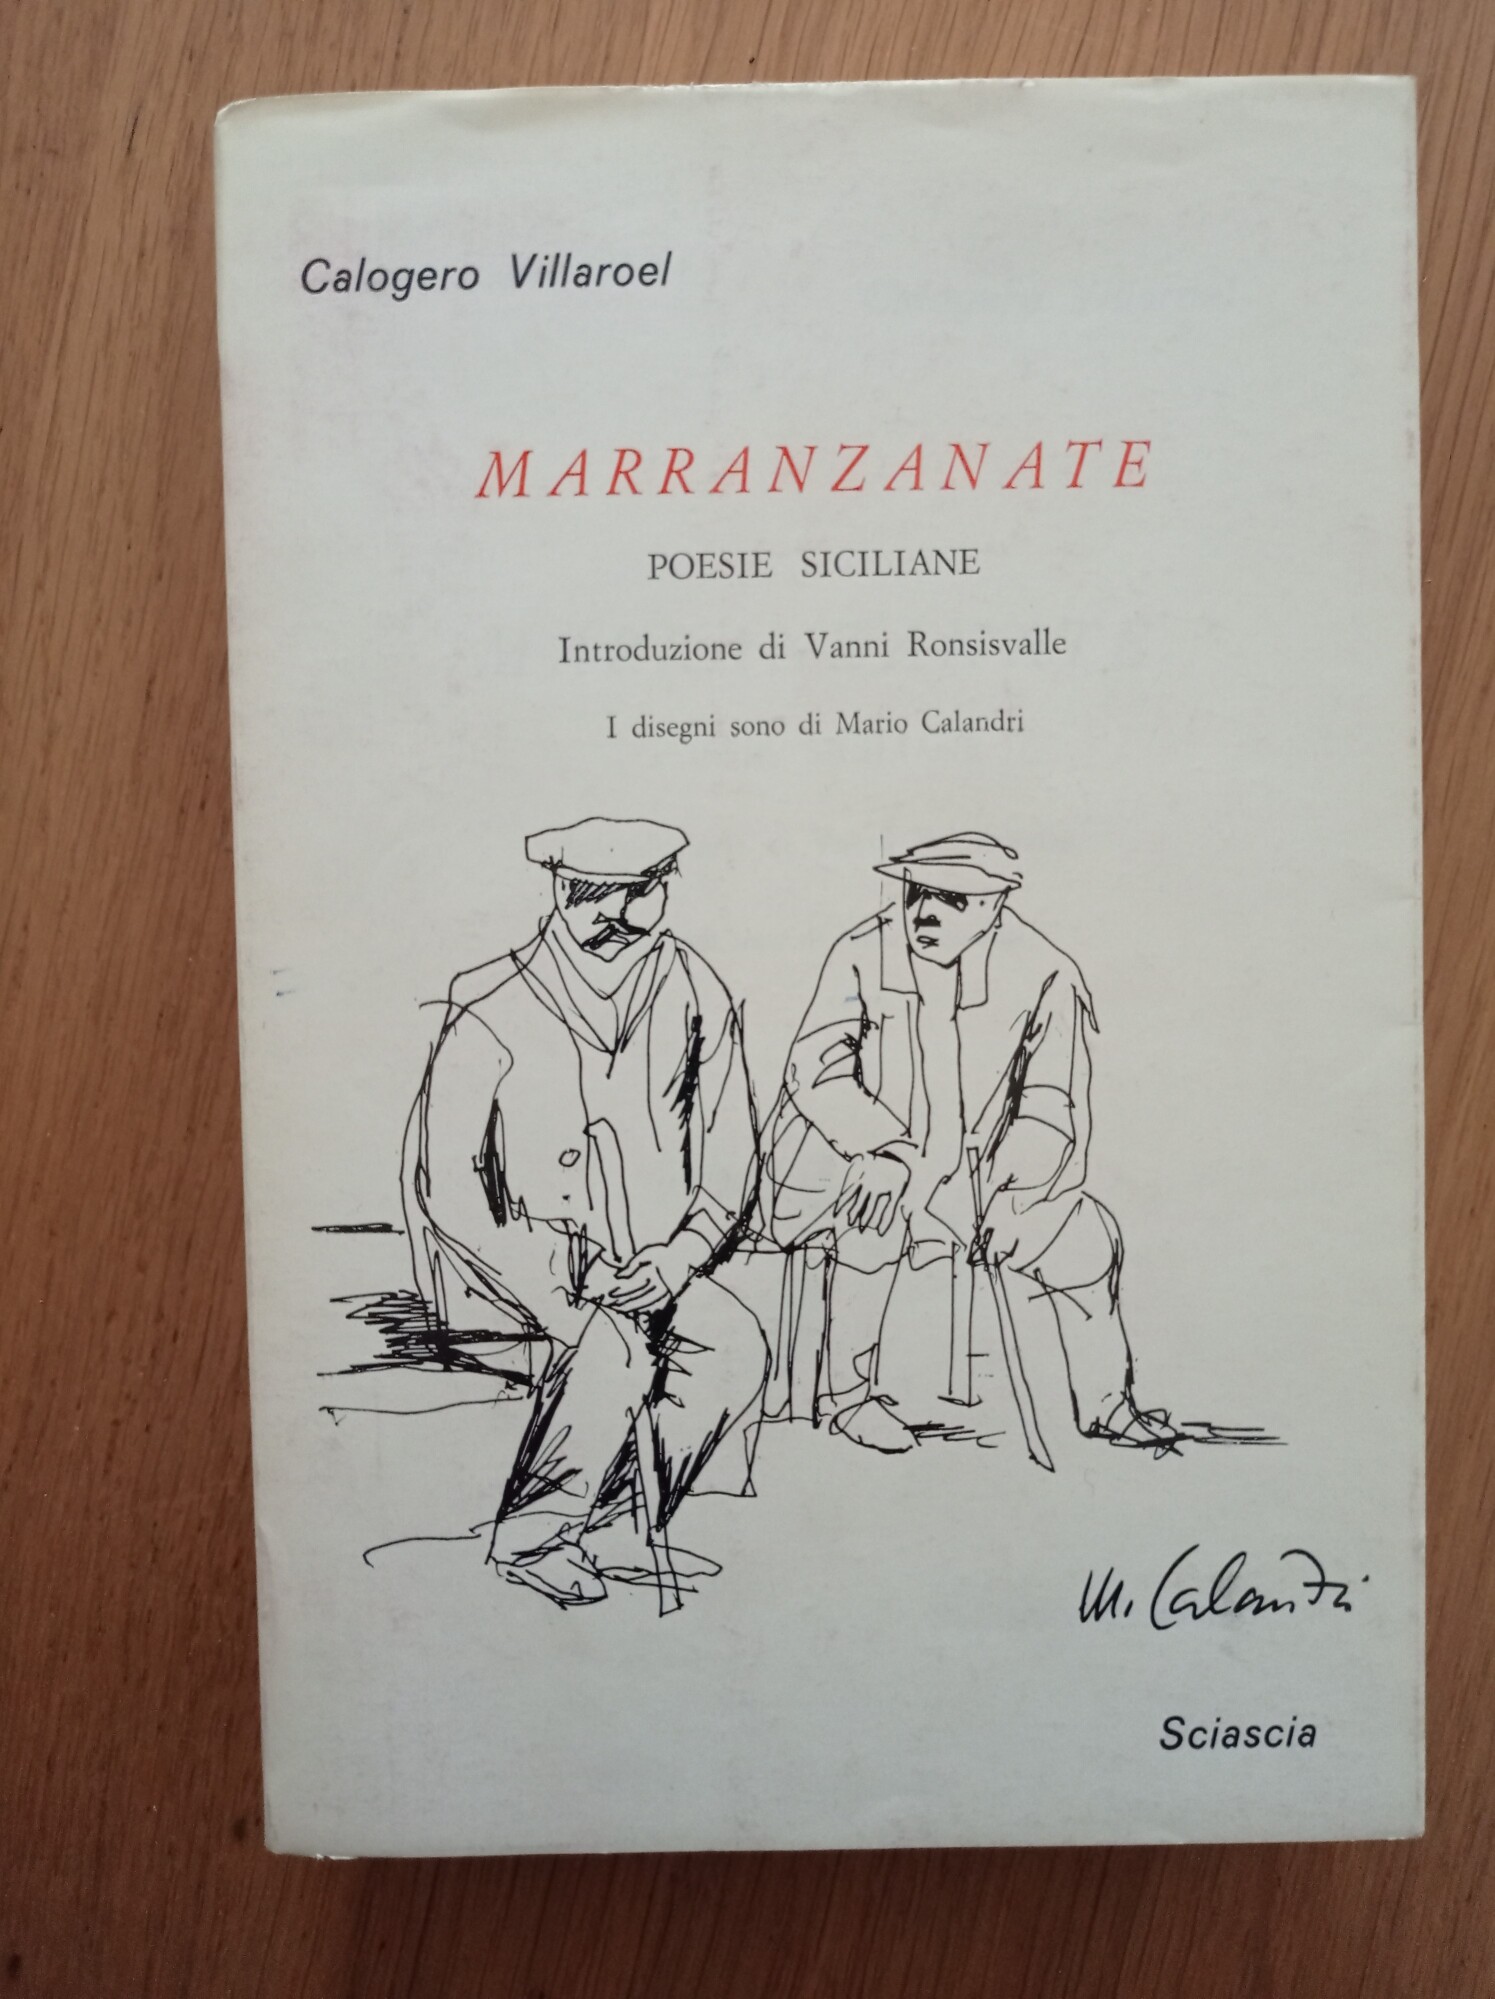 Calogero Villaroel
MARRANZANATE
POESIE SICILIANE
Introduzione di Vanni Ronsisvalle
I disegni sono di Mario Calandri
M. Calandri
Sciascia